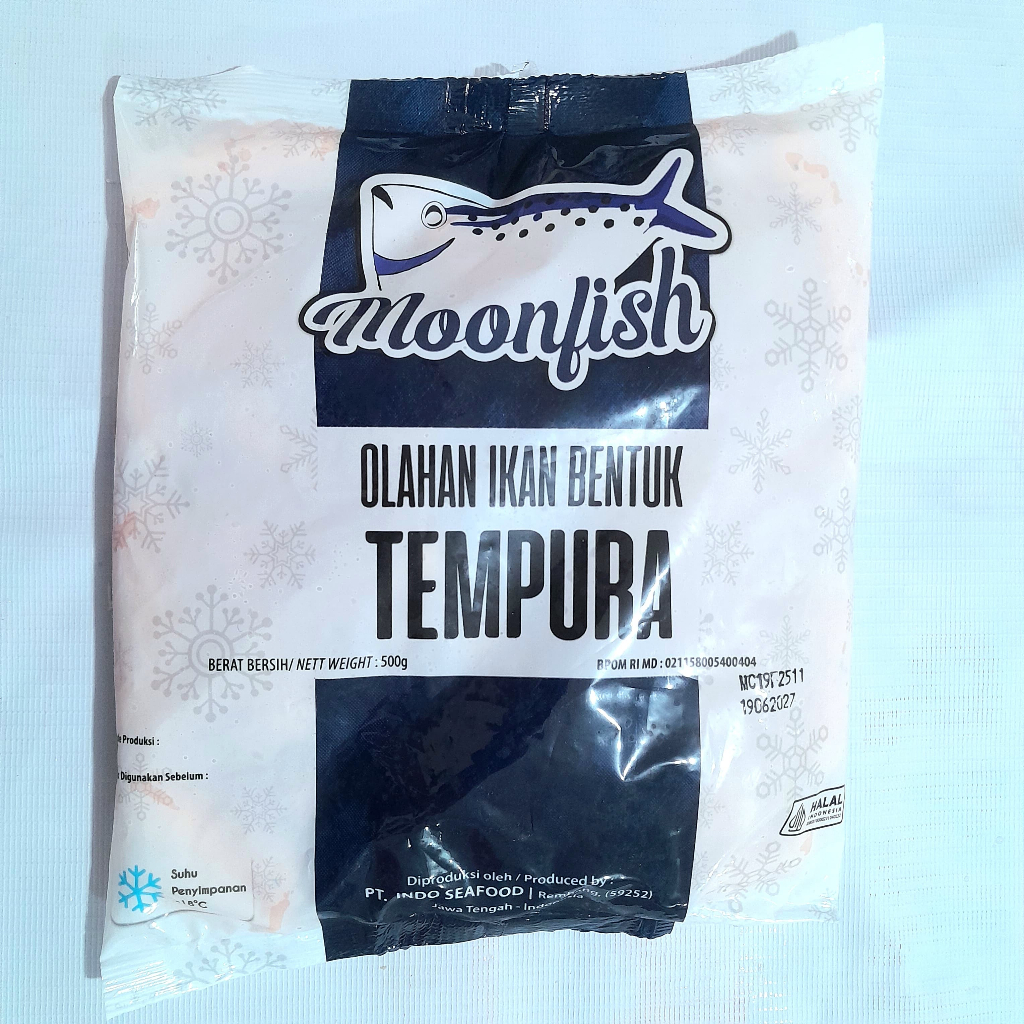 Moonfish
OLAHAN IKAN BENTUK
TEMPURA
BERAT BERSIH/ NETT WEIGHT : 500g
BPOM RI MD : 021158005400404
19062027
Produksi :
Digunakan Sebelum :
HALAL
INDONESIA
Suhu
Penyimpanan
Diproduksi oleh / Produced by :
PT. INDO SEAFOOD | (59252)
Jawa Tengah -